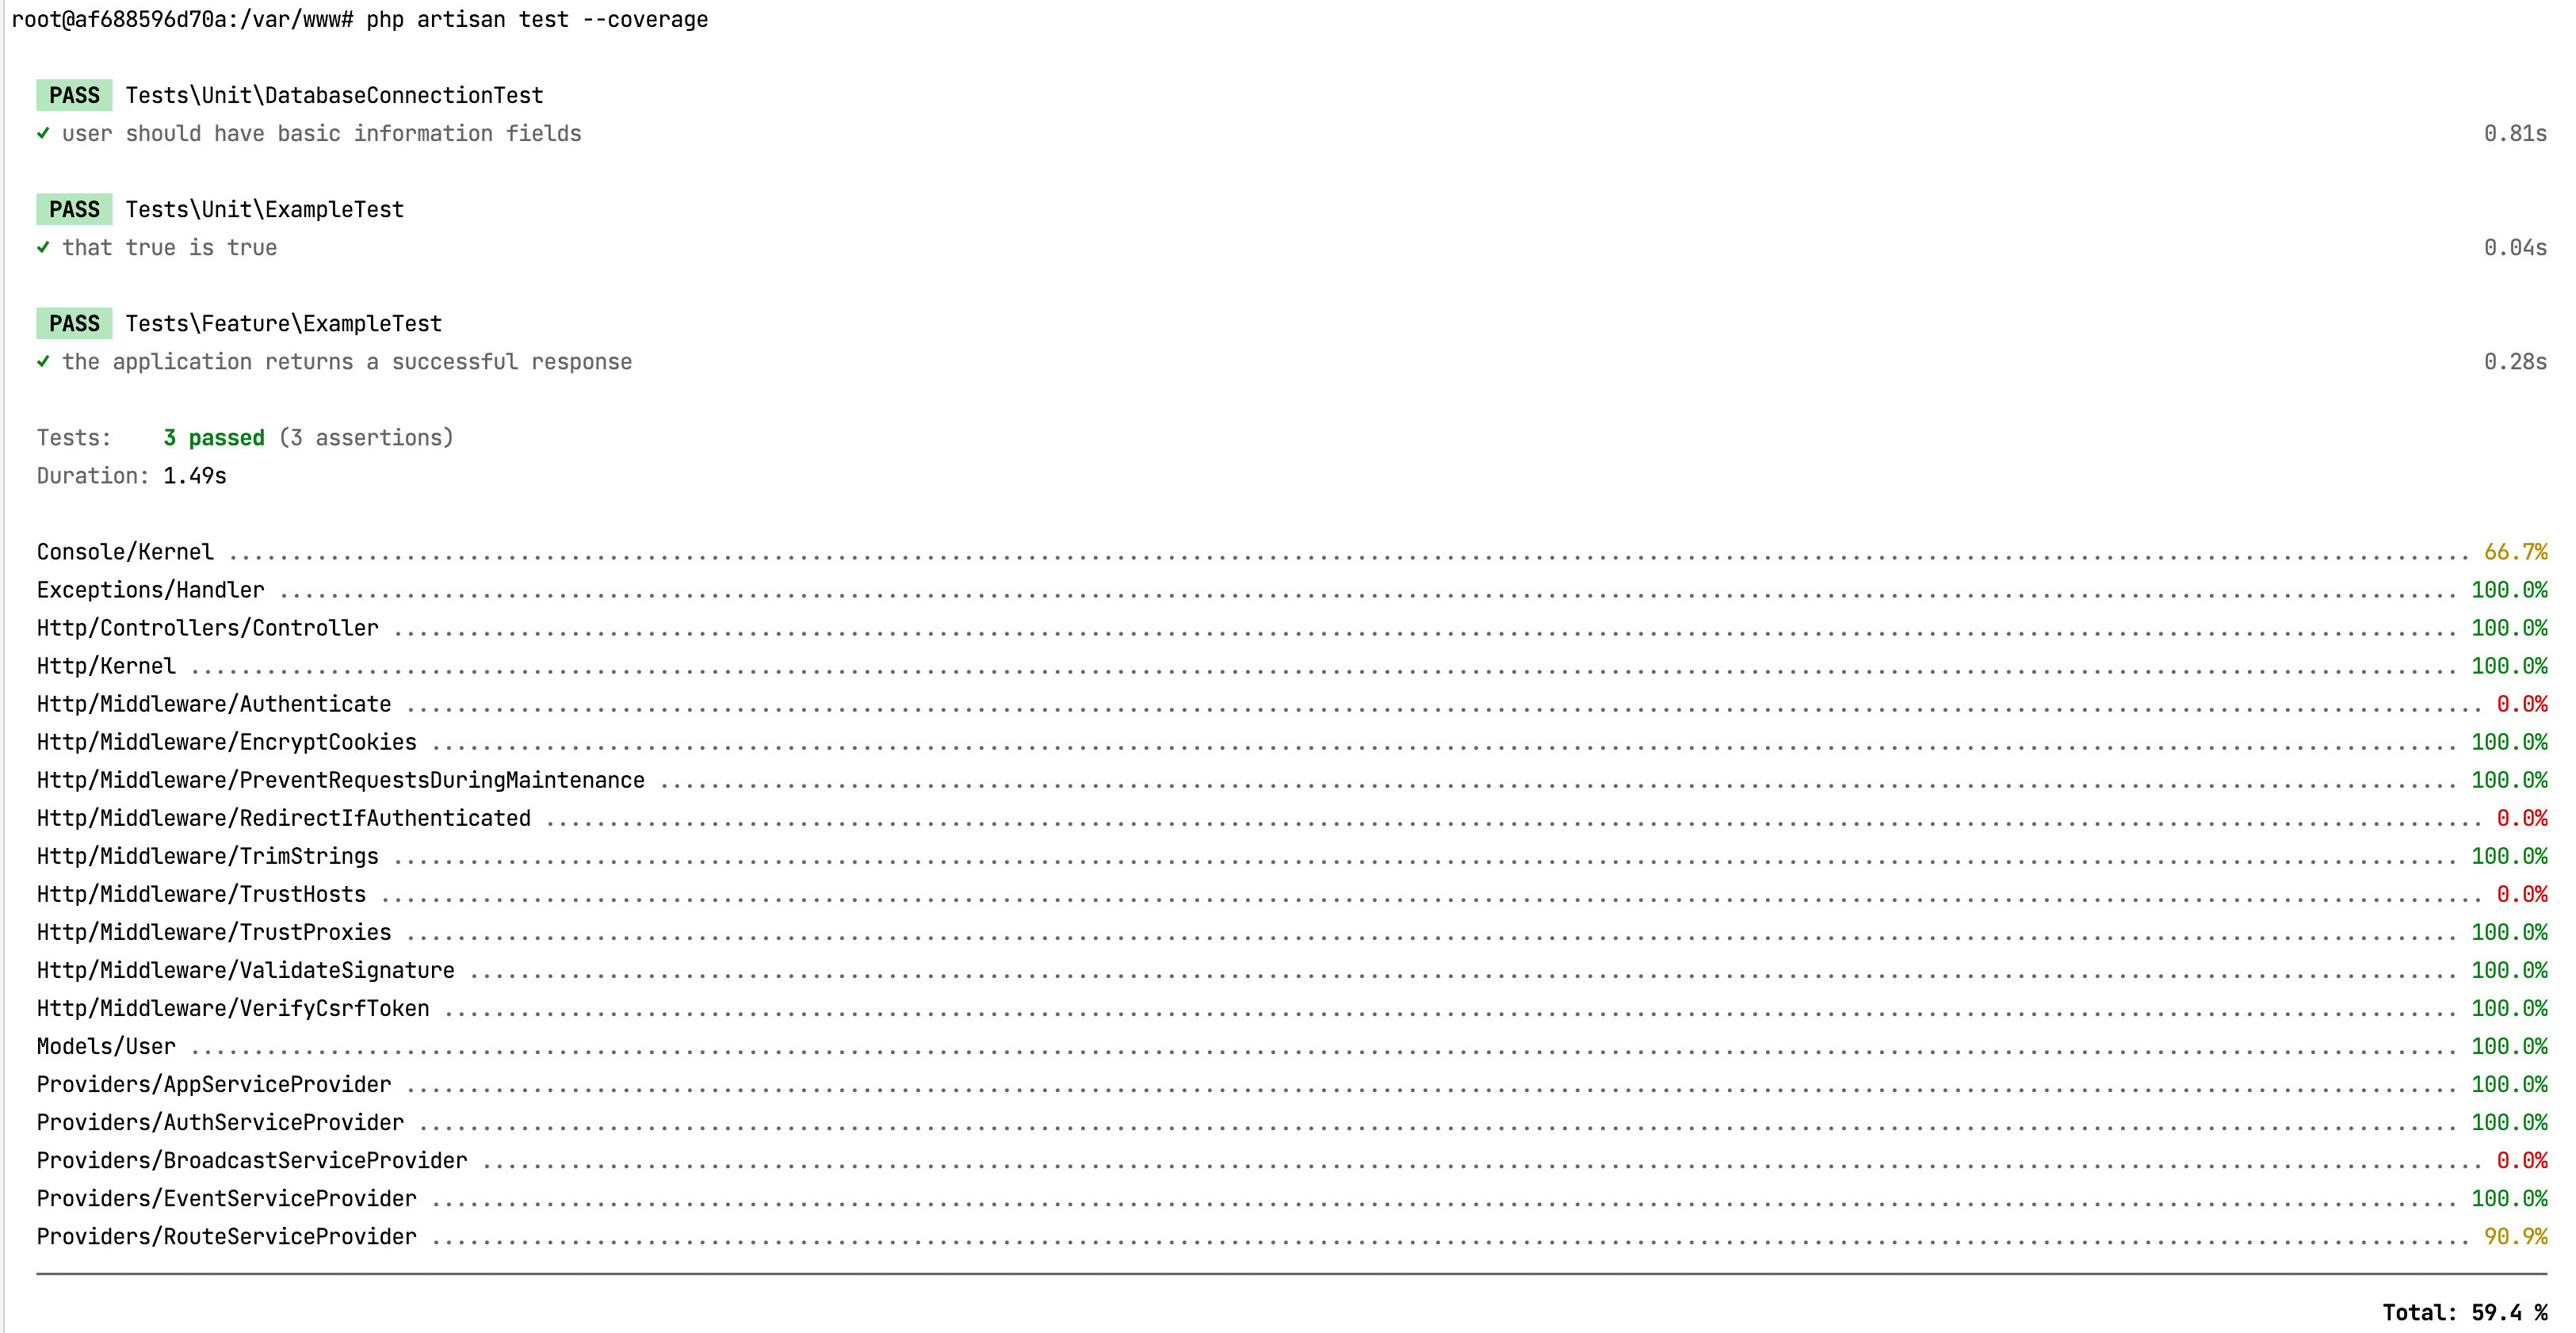 root@af688596d70a:/var/www# php artisan test --coverage
PASS Tests\Unit\DatabaseConnectionTest
✓ user should have basic information fields 0.81s
PASS Tests\Unit\ExampleTest
✓ that true is true 0.04s
PASS Tests\Feature\ExampleTest
✓ the application returns a successful response 0.28s
Tests: 3 passed (3 assertions)
Duration: 1.49s
Console/Kernel ........ 66.7%
Exceptions/Handler ........ 100.0%
Http/Controllers/Controller ........ 100.0%
Http/Kernel ........ 100.0%
Http/Middleware/Authenticate ........ 0.0%
Http/Middleware/EncryptCookies ........ 100.0%
Http/Middleware/PreventRequestsDuringMaintenance ........ 100.0%
Http/Middleware/RedirectIfAuthenticated ........ 0.0%
Http/Middleware/TrimStrings ........ 100.0%
Http/Middleware/TrustHosts ........ 0.0%
Http/Middleware/TrustProxies ........ 100.0%
Http/Middleware/ValidateSignature ........ 100.0%
Http/Middleware/VerifyCsrfToken ........ 100.0%
Models/User ........ 100.0%
Providers/AppServiceProvider ........ 100.0%
Providers/AuthServiceProvider ........ 100.0%
Providers/BroadcastServiceProvider ........ 0.0%
Providers/EventServiceProvider ........ 100.0%
Providers/RouteServiceProvider ........ 90.9%
Total: 59.4 %